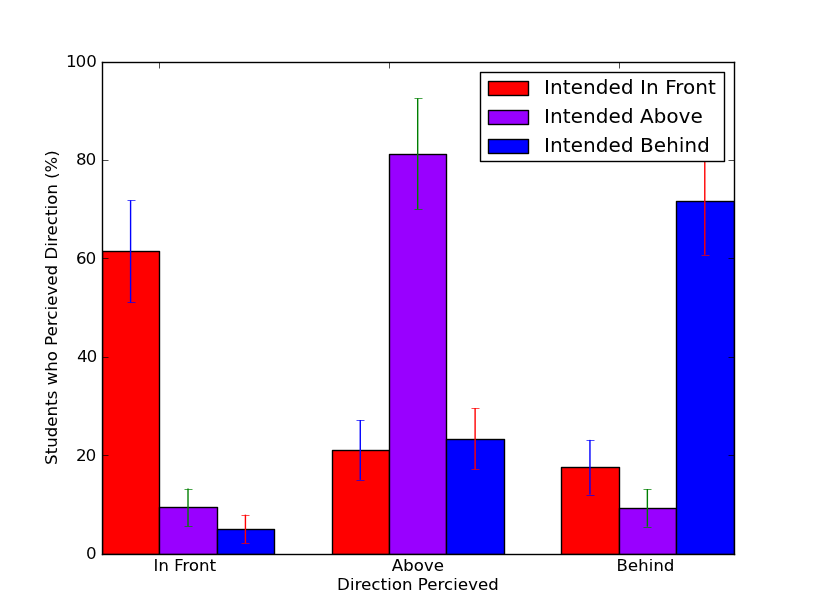 100
80
60
40
20
0
Students who Percieved Direction (%)
Intended In Front
Intended Above
Intended Behind
In Front
Above
Behind
Direction Percieved